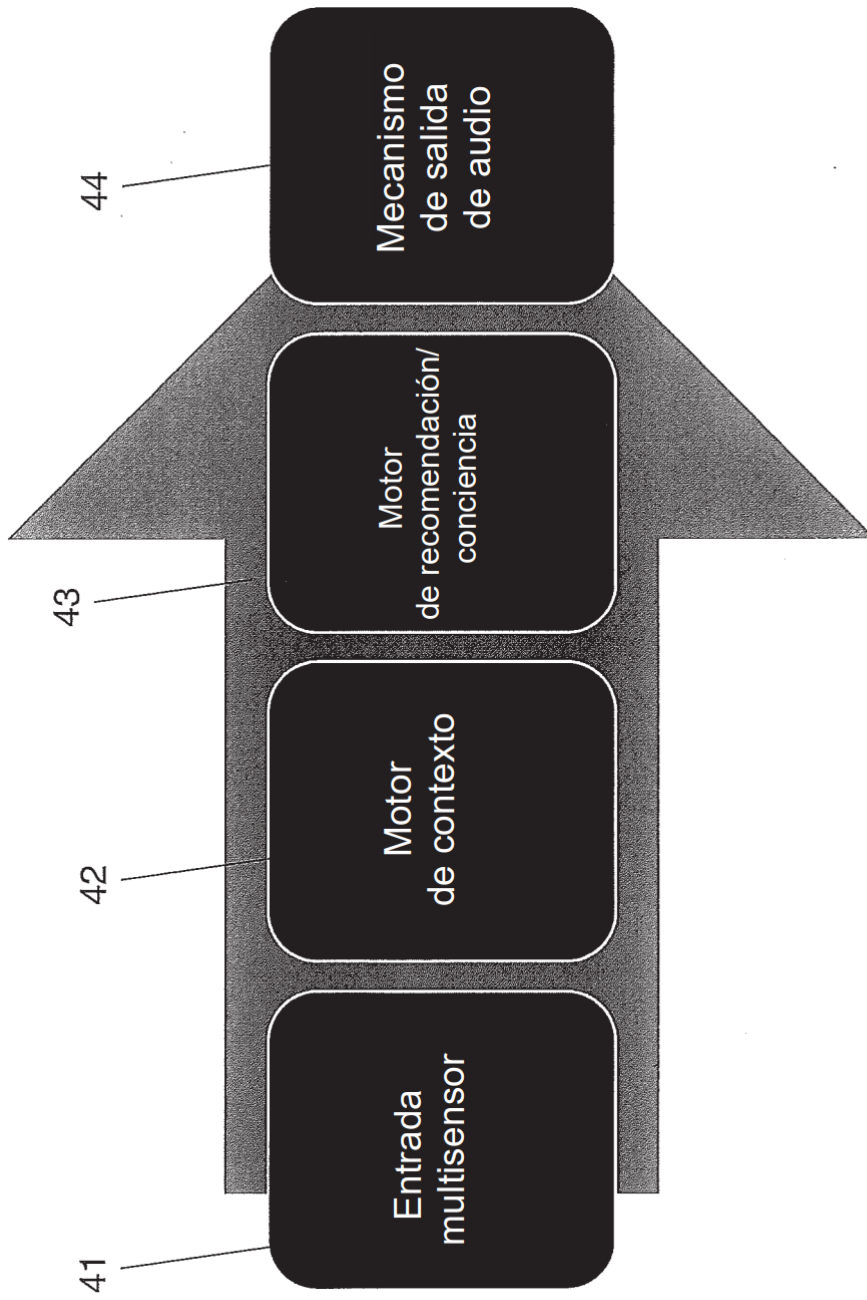 41
Entrada
multisensor
42
Motor
de contexto
43
Motor
de recomendación/
conciencia
44
Mecanismo
de salida
de audio